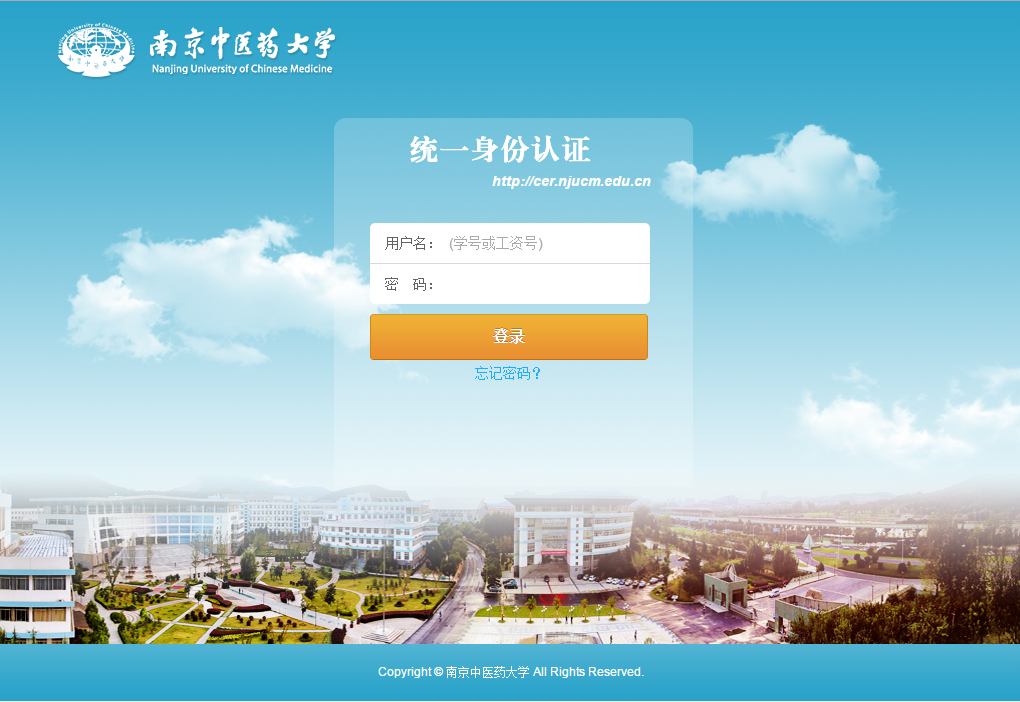 南京中医药大学
Nanjing University of Chinese Medicine
统一身份认证
http://cer.njucm.edu.cn
用户名： (学号或工资号)
密 码：
登录
忘记密码？
Copyright © 南京中医药大学 All Rights Reserved.